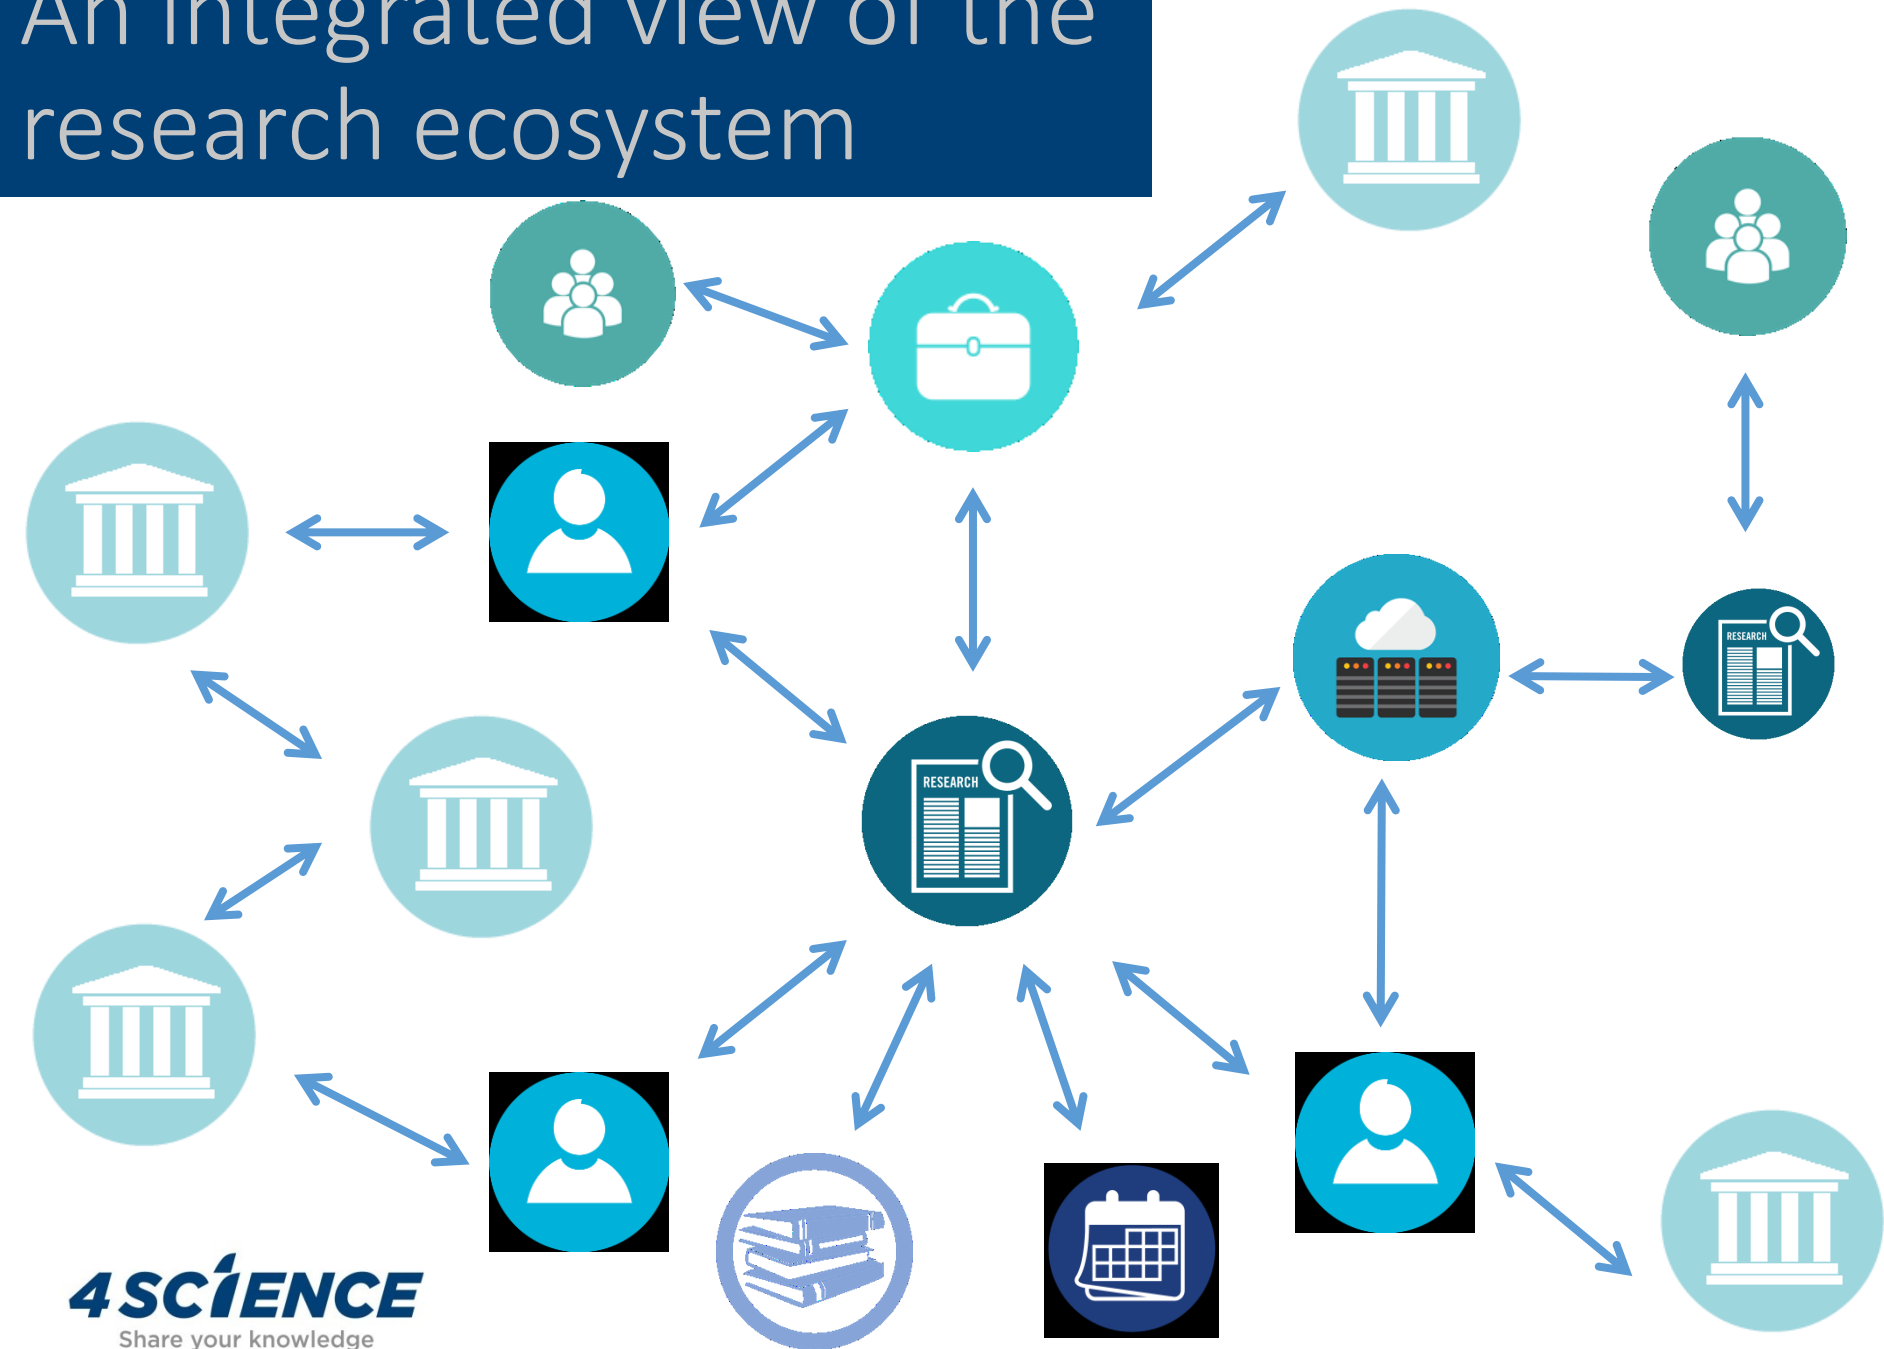 An integrated view of the
research ecosystem
RESEARCH
RESEARCH
4SCIENCE
Share your knowledge